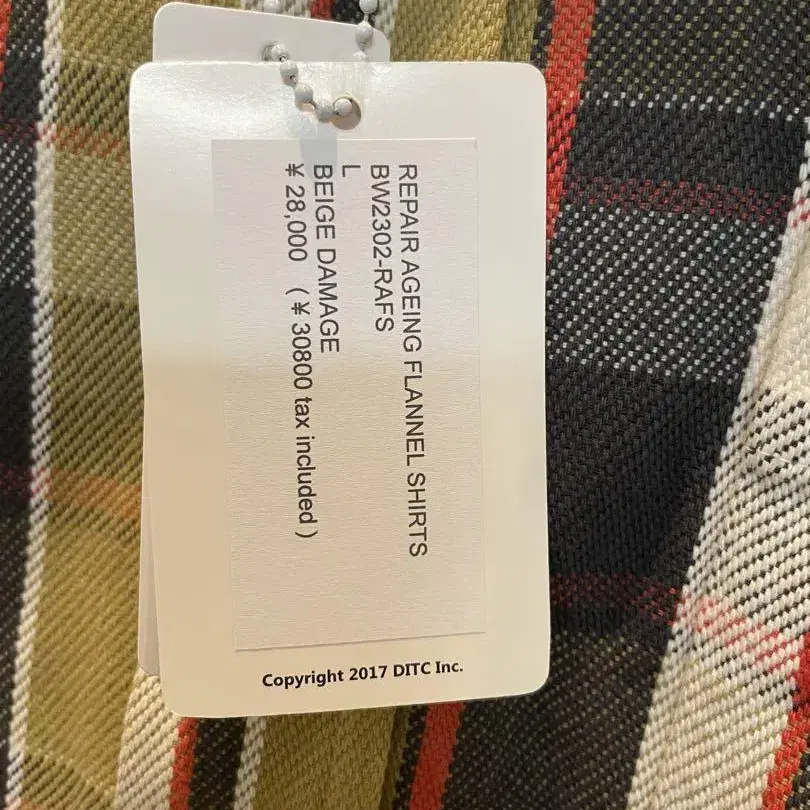 REPAIR AGEING FLANNEL SHIRTS
BW2302-RAFS
L
BEIGE DAMAGE
¥ 28,000 ( ¥ 30800 tax included )
Copyright 2017 DITC Inc.